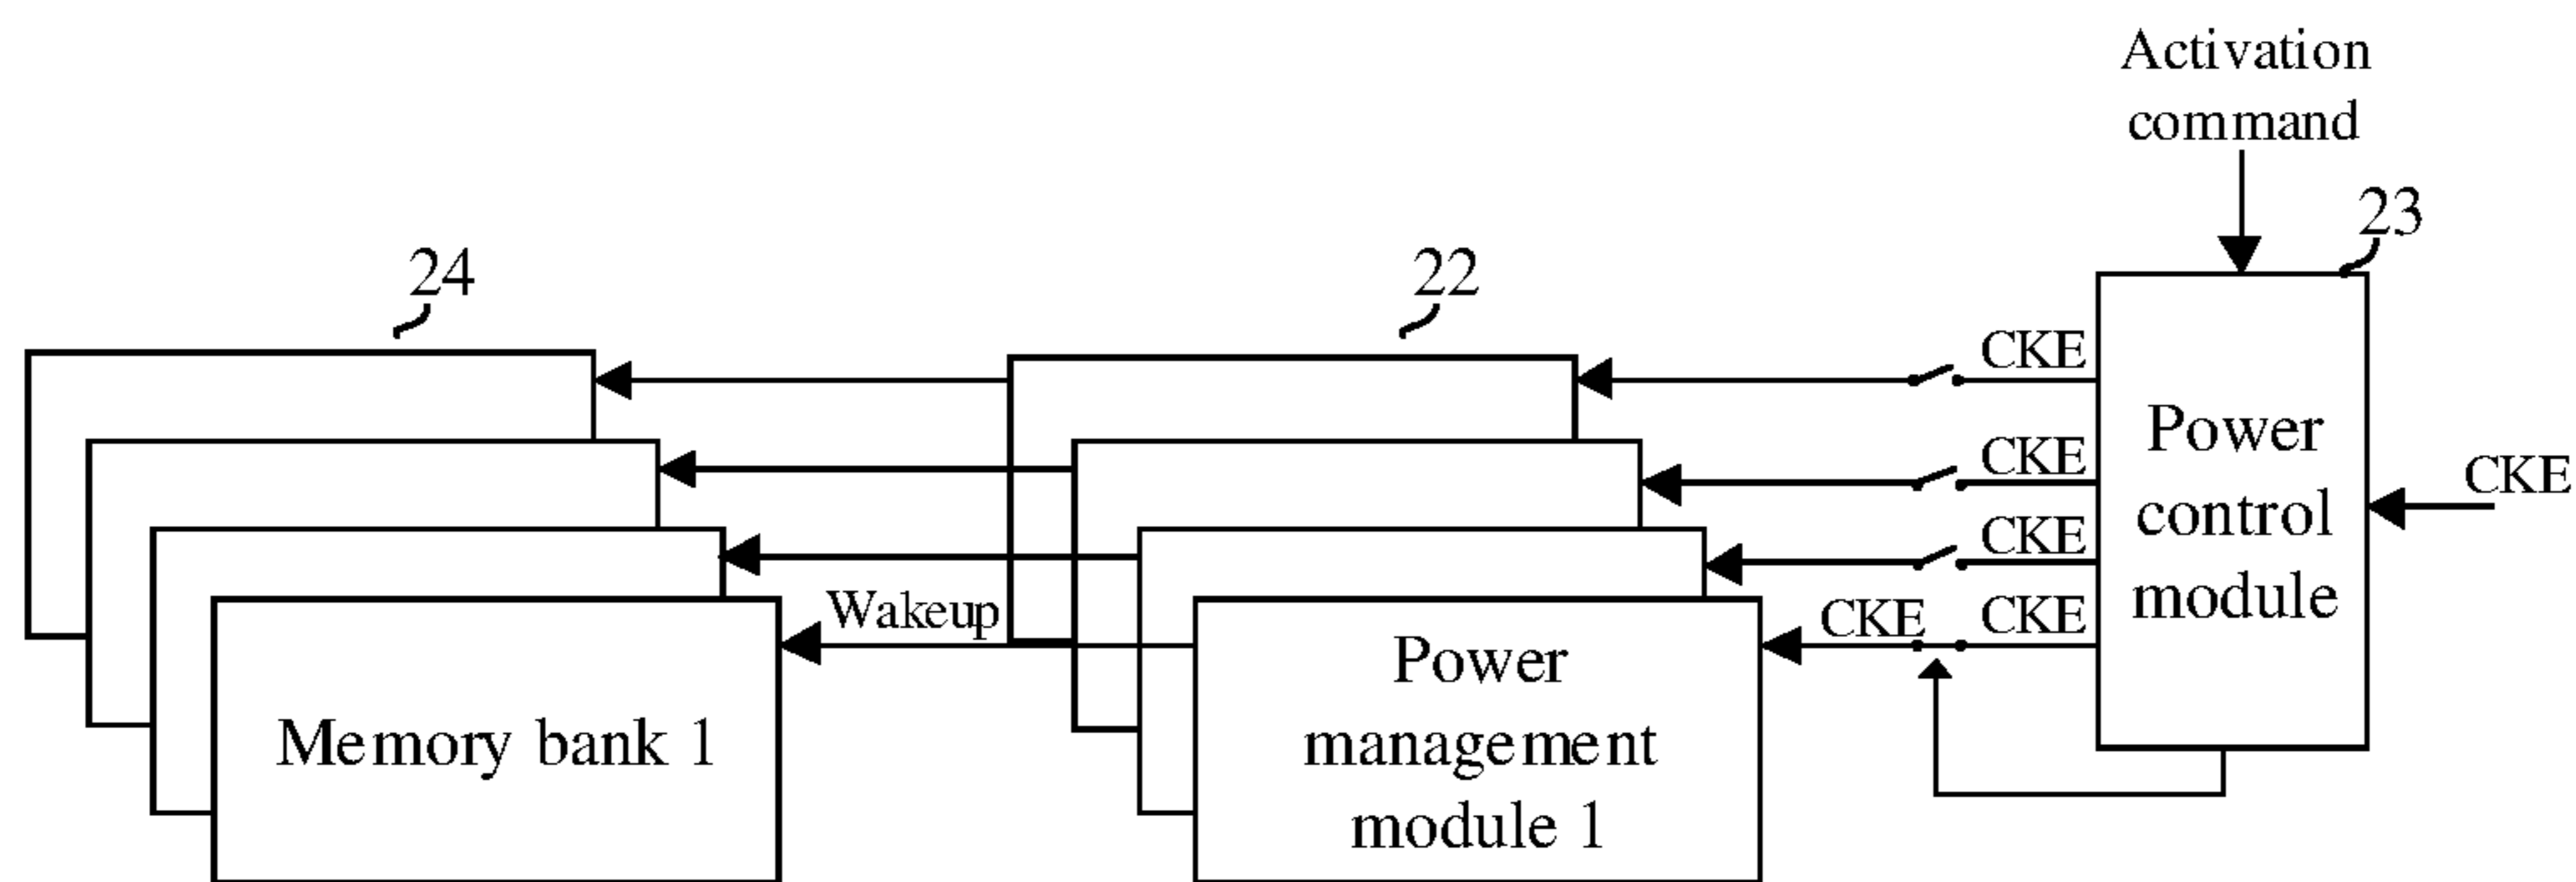 Activation
command
23
24
22
CKE
CKE
CKE
CKE
CKE
Wakeup
Power
control
module
CKE
Memory bank 1
Power
management
module 1